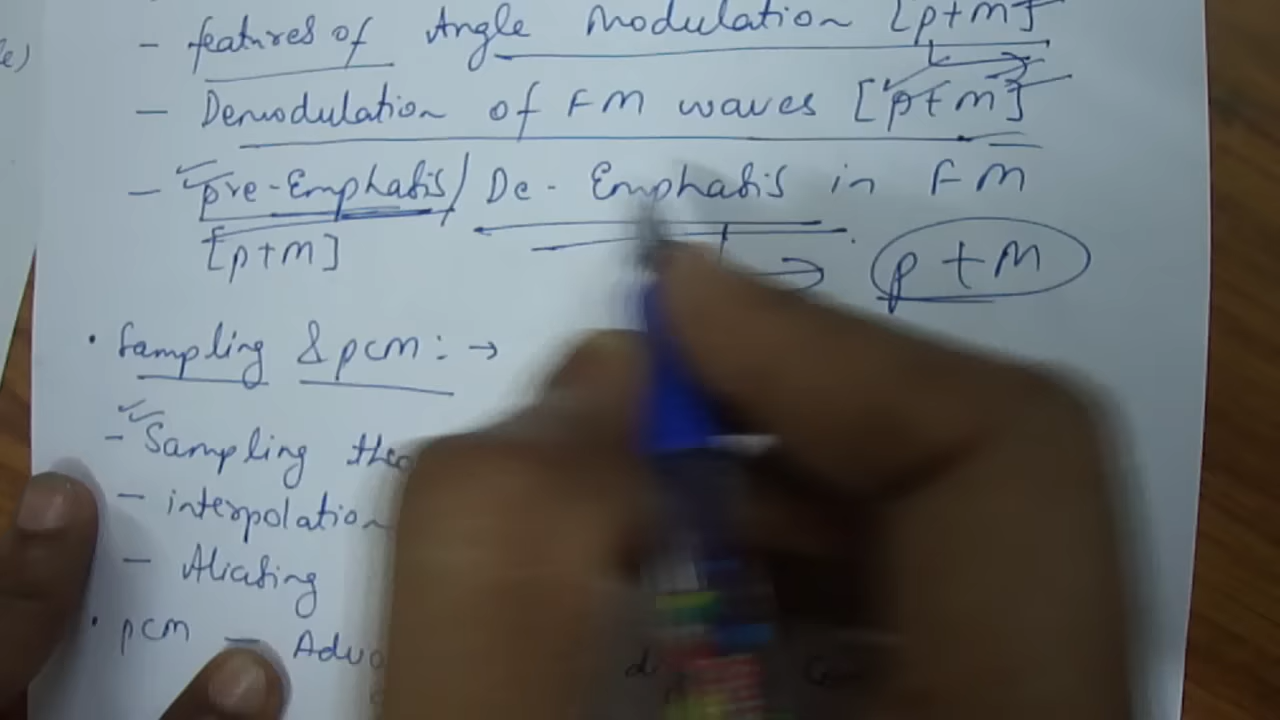 - features of Angle Modulation [p+m]
- Demodulation of FM waves [p+m]
- pre-Emphasis/ De-Emphasis in FM
[p+m] → p+m
• Sampling & pcm: →
- Sampling
- interpolation
- Aliasing
• pcm -